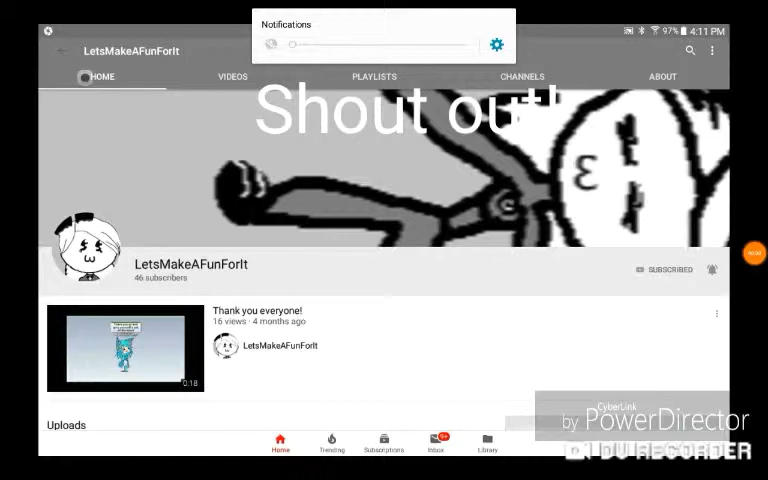 Notifications
97% 4:11 PM
LetsMakeAFunForIt
HOME VIDEOS PLAYLISTS CHANNELS ABOUT
Shout out!
LetsMakeAFunForIt
46 subscribers
SUBSCRIBED
Thank you everyone!
16 views · 4 months ago
LetsMakeAFunForIt
0:18
Uploads
CyberLink
by PowerDirector
9+
Home Trending Subscriptions Inbox Library
DU RECORDER